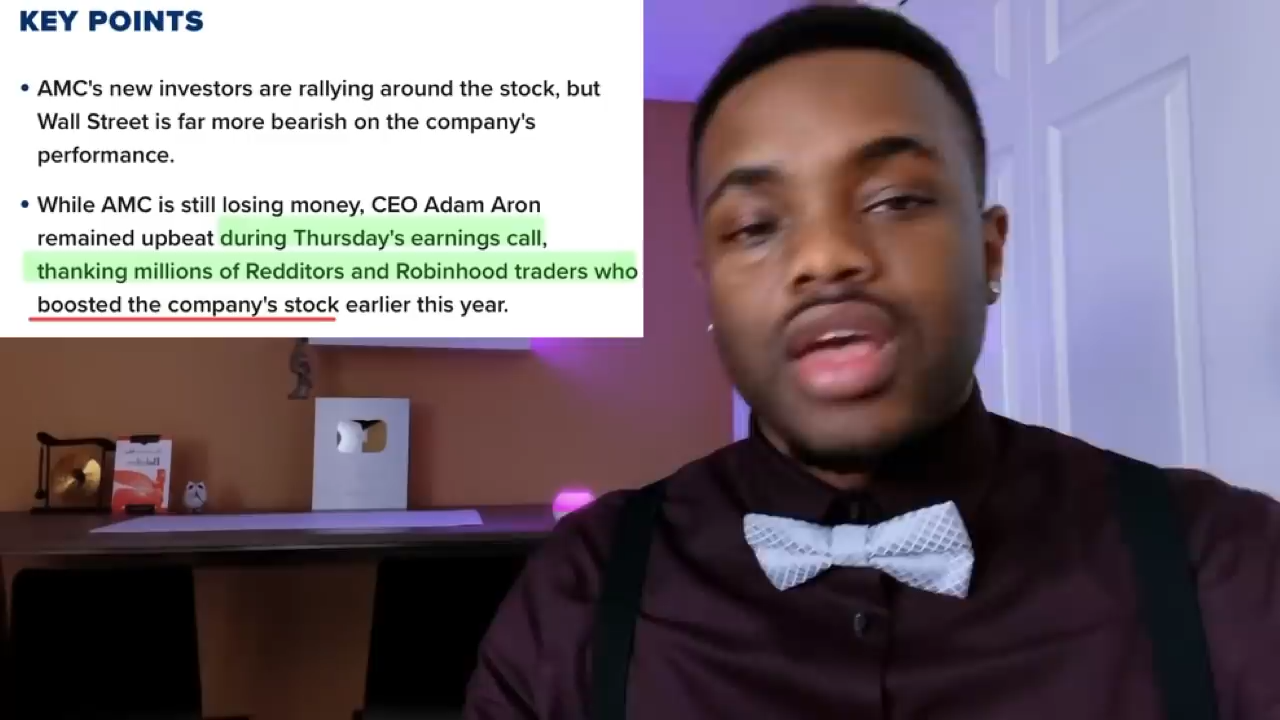 KEY POINTS
• AMC's new investors are rallying around the stock, but
Wall Street is far more bearish on the company's
performance.
• While AMC is still losing money, CEO Adam Aron
remained upbeat during Thursday's earnings call,
thanking millions of Redditors and Robinhood traders who
boosted the company's stock earlier this year.